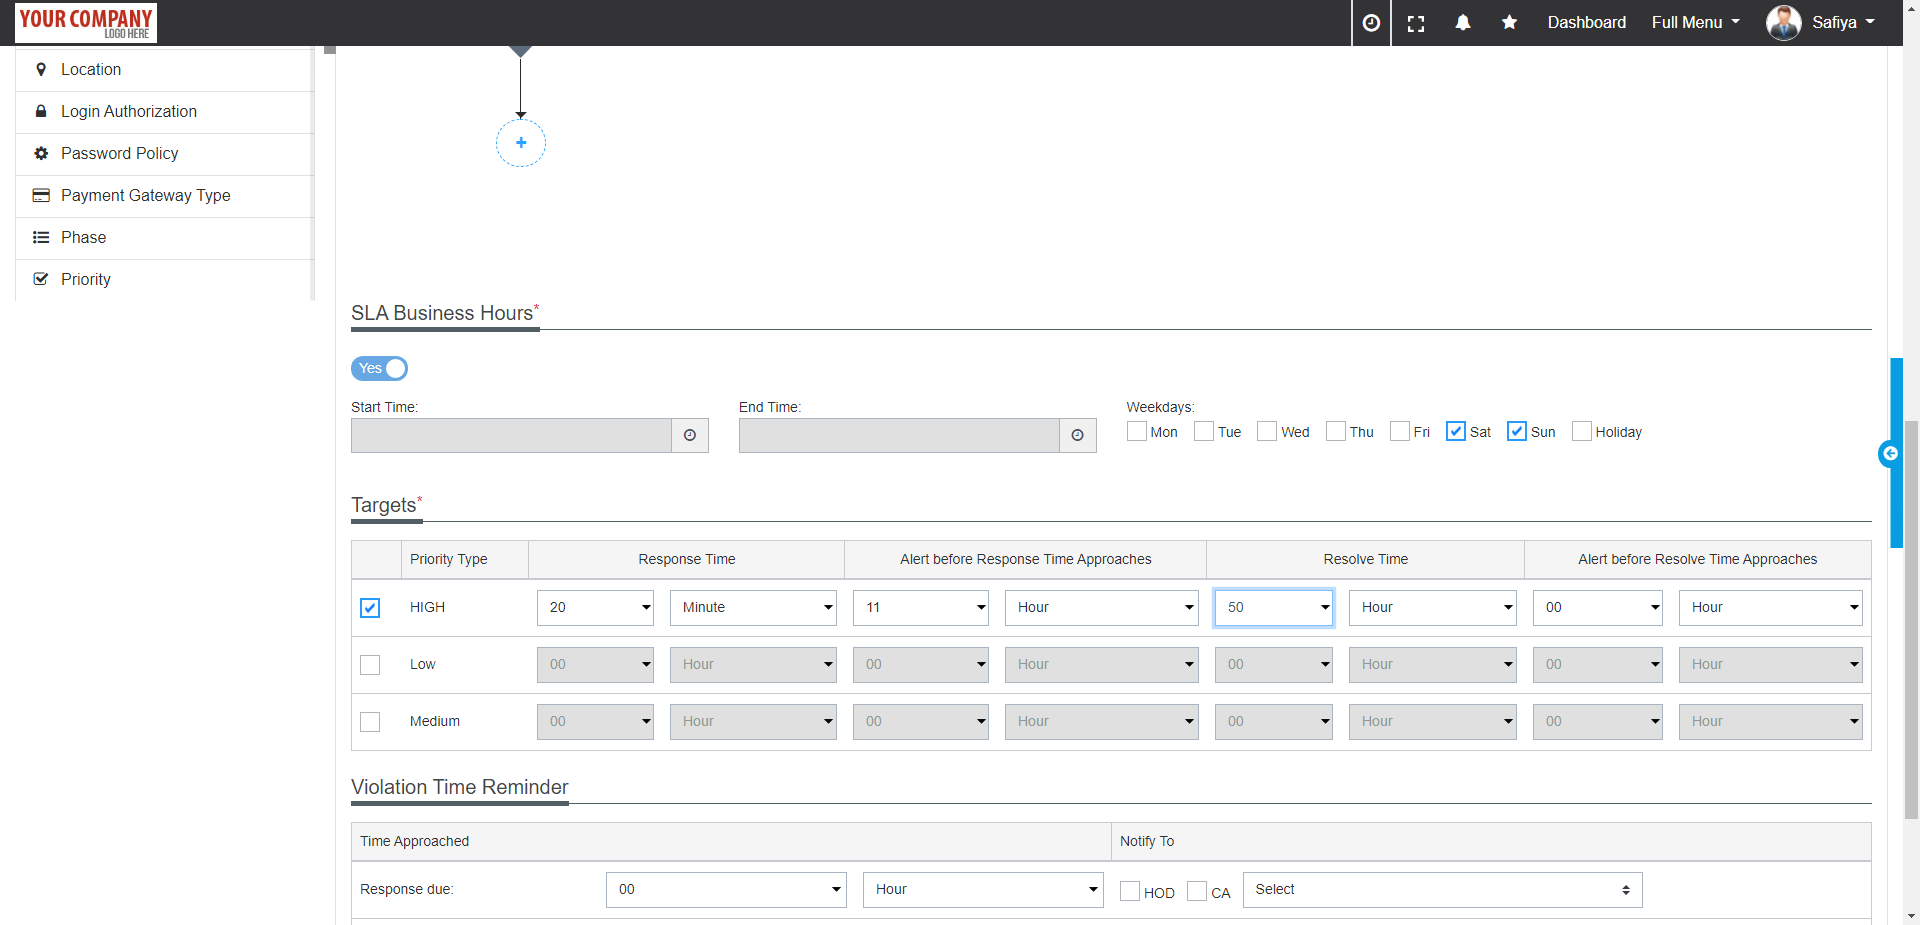 YOUR COMPANY
LOGO HERE
Dashboard Full Menu Safiya
Location
Login Authorization
Password Policy
Payment Gateway Type
Phase
Priority
SLA Business Hours*
Yes
Start Time: End Time: Weekdays:
Mon Tue Wed Thu Fri Sat Sun Holiday
Targets*
Priority Type Response Time Alert before Response Time Approaches Resolve Time Alert before Resolve Time Approaches
HIGH 20 Minute 11 Hour 50 Hour 00 Hour
Low 00 Hour 00 Hour 00 Hour 00 Hour
Medium 00 Hour 00 Hour 00 Hour 00 Hour
Violation Time Reminder
Time Approached Notify To
Response due: 00 Hour HOD CA Select